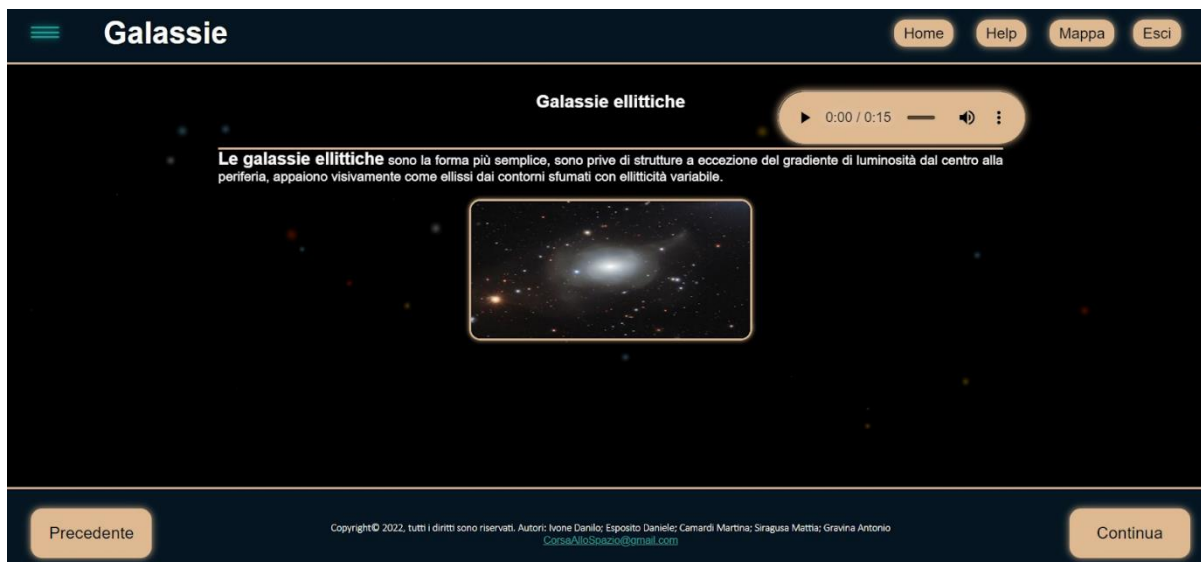 Galassie
Home Help Mappa Esci
Galassie ellittiche
0:00 / 0:15
Le galassie ellittiche sono la forma più semplice, sono prive di strutture a eccezione del gradiente di luminosità dal centro alla
periferia, appaiono visivamente come ellissi dai contorni sfumati con ellitticità variabile.
Precedente
Copyright© 2022, tutti i diritti sono riservati. Autori: Ivone Danilo; Esposito Daniele; Camardi Martina; Siragusa Mattia; Gravina Antonio
CorsaAlloSpazio@gmail.com
Continua